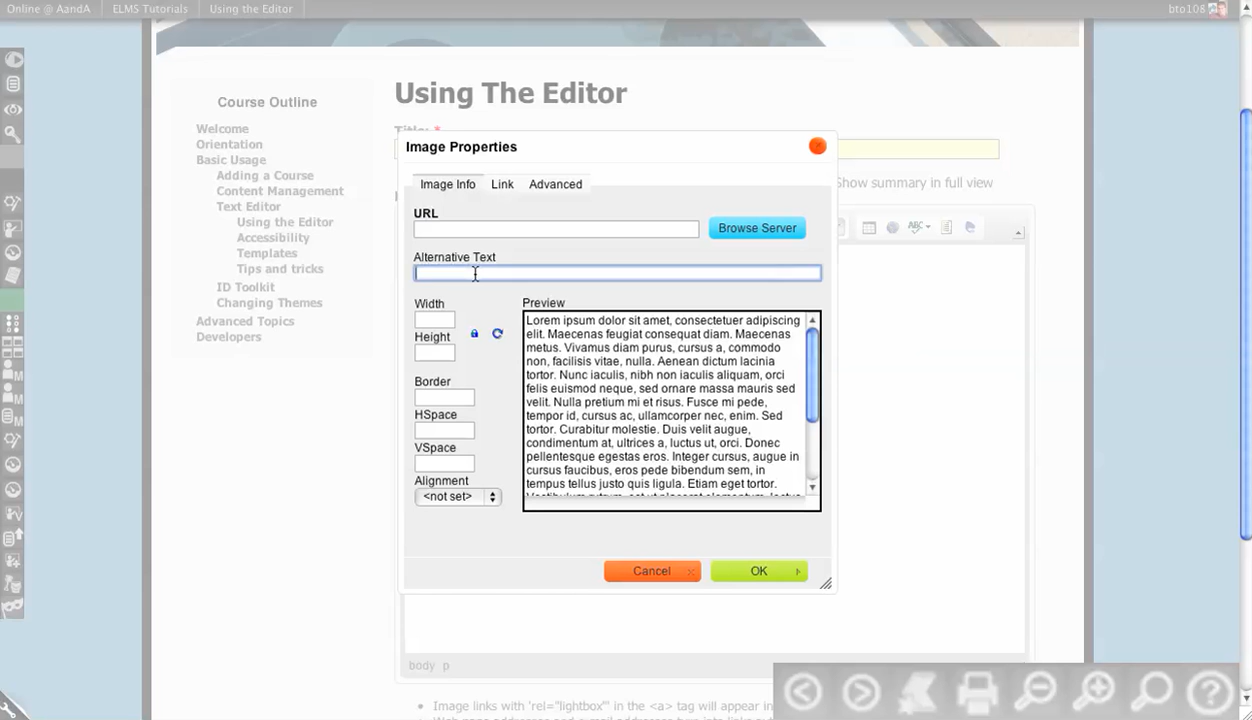 Online @ AandA ELMS Tutorials Using the Editor bto108
Course Outline
Welcome
Orientation
Basic Usage
Adding a Course
Content Management
Text Editor
Using the Editor
Accessibility
Templates
Tips and tricks
ID Toolkit
Changing Themes
Advanced Topics
Developers
Using The Editor
Title: *
Show summary in full view
Image Properties
Image Info Link Advanced
URL
Browse Server
Alternative Text
Width
Height
Border
HSpace
VSpace
Alignment
<not set>
Preview
Lorem ipsum dolor sit amet, consectetuer adipiscing
elit. Maecenas feugiat consequat diam. Maecenas
metus. Vivamus diam purus, cursus a, commodo
non, facilisis vitae, nulla. Aenean dictum lacinia
tortor. Nunc iaculis, nibh non iaculis aliquam, orci
felis euismod neque, sed ornare massa mauris sed
velit. Nulla pretium mi et risus. Fusce mi pede,
tempor id, cursus ac, ullamcorper nec, enim. Sed
tortor. Curabitur molestie. Duis velit augue,
condimentum at, ultrices a, luctus ut, orci. Donec
pellentesque egestas eros. Integer cursus, augue in
cursus faucibus, eros pede bibendum sem, in
tempus tellus justo quis ligula. Etiam eget tortor.
Cancel OK
body p
Image links with 'rel="lightbox"' in the <a> tag will appear in